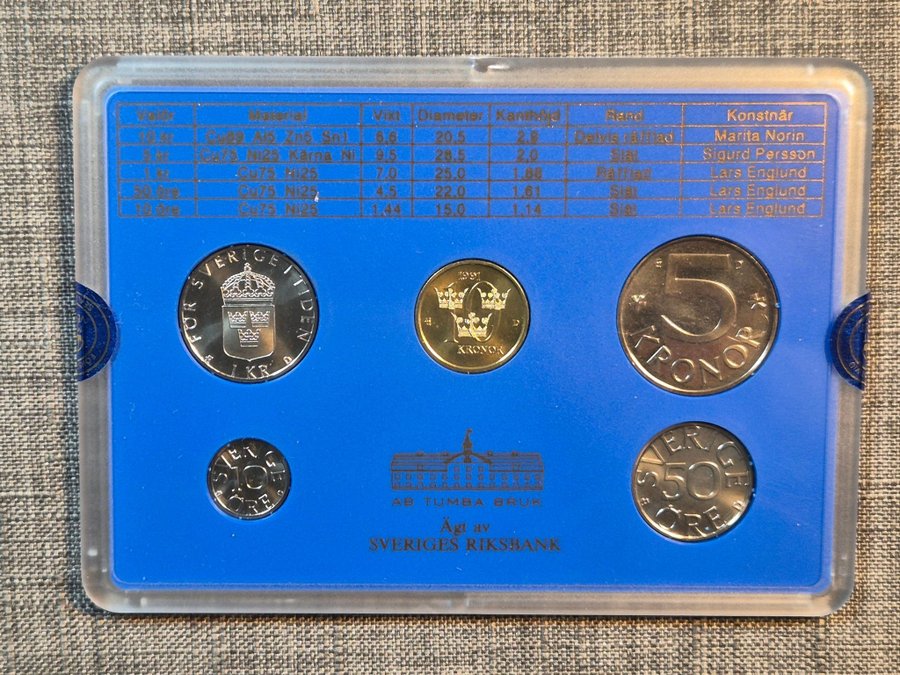 Valör Material Vikt Diameter Kanthöjd Rand Konstnär
10 kr Cu89 Al5 Zn5 Sn1 6,6 20,5 2,9 Delvis räfflad Marita Norin
5 kr Cu75 Ni25 Kärna Ni 9,5 28,5 2,0 Slät Sigurd Persson
1 kr Cu75 Ni25 7,0 25,0 1,88 Räfflad Lars Englund
50 öre Cu75 Ni25 4,5 22,0 1,61 Slät Lars Englund
10 öre Cu75 Ni25 1,44 15,0 1,14 Slät Lars Englund
FÖR SVERIGE I TIDEN
1 KR
D
1991
10
KRONOR
D
5
KRONOR
D
SVERIGE
10
ÖRE
SVERIGE
50
ÖRE
D
AB TUMBA BRUK
Ägt av
SVERIGES RIKSBANK